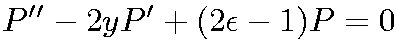 P'' − 2yP' + (2ϵ − 1)P = 0